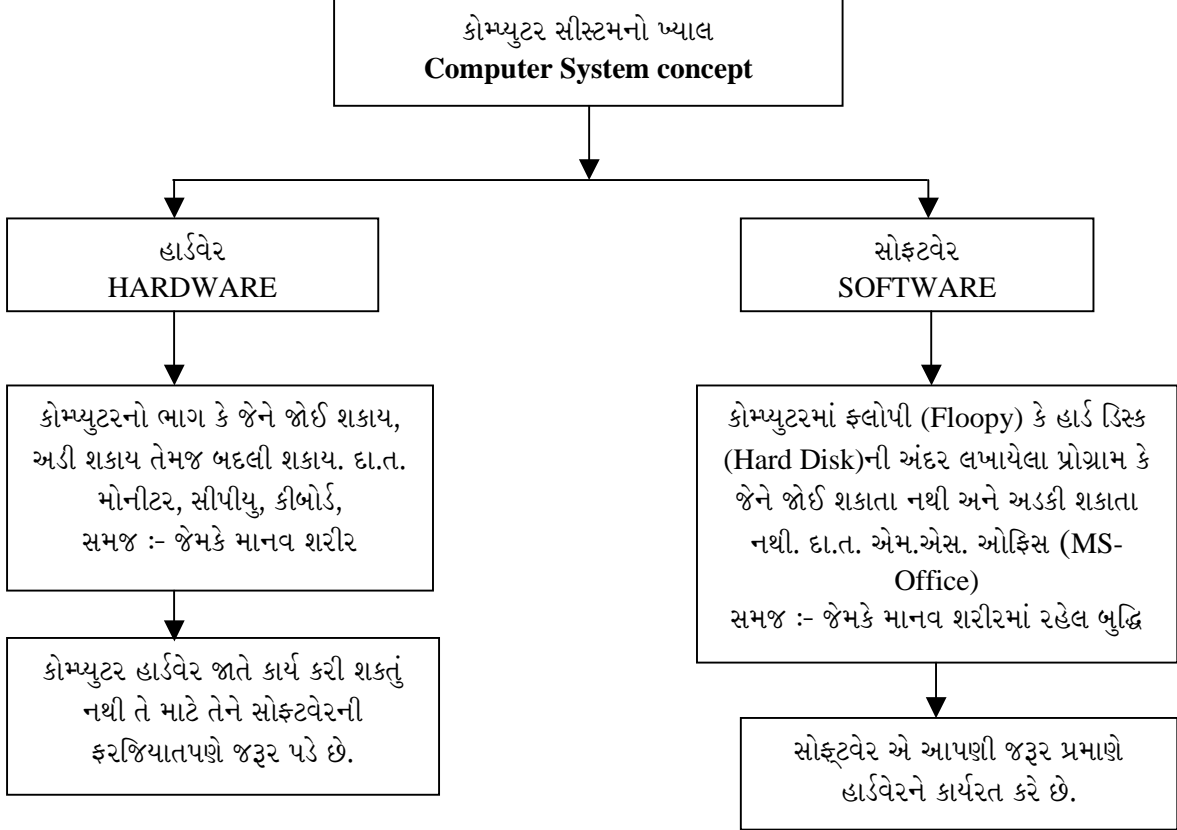 કોમ્પ્યુટર સીસ્ટમનો ખ્યાલ
Computer System concept
હાર્ડવેર
HARDWARE
કોમ્પ્યુટરનો ભાગ કે જેને જોઈ શકાય,
અડી શકાય તેમજ બદલી શકાય. દા.ત.
મોનીટર, સીપીયુ, કીબોર્ડ,
સમજ :- જેમકે માનવ શરીર
કોમ્પ્યુટર હાર્ડવેર જાતે કાર્ય કરી શકતું
નથી તે માટે તેને સોફ્ટવેરની
ફરજિયાતપણે જરૂર પડે છે.
સોફટવેર
SOFTWARE
કોમ્પ્યુટરમાં ફ્લોપી (Floopy) કે હાર્ડ ડિસ્ક
(Hard Disk)ની અંદર લખાયેલા પ્રોગ્રામ કે
જેને જોઈ શકાતા નથી અને અડકી શકાતા
નથી. દા.ત. એમ.એસ. ઓફિસ (MS-
Office)
સમજ :- જેમકે માનવ શરીરમાં રહેલ બુદ્ધિ
સોફ્ટવેર એ આપણી જરૂર પ્રમાણે
હાર્ડવેરને કાર્યરત કરે છે.